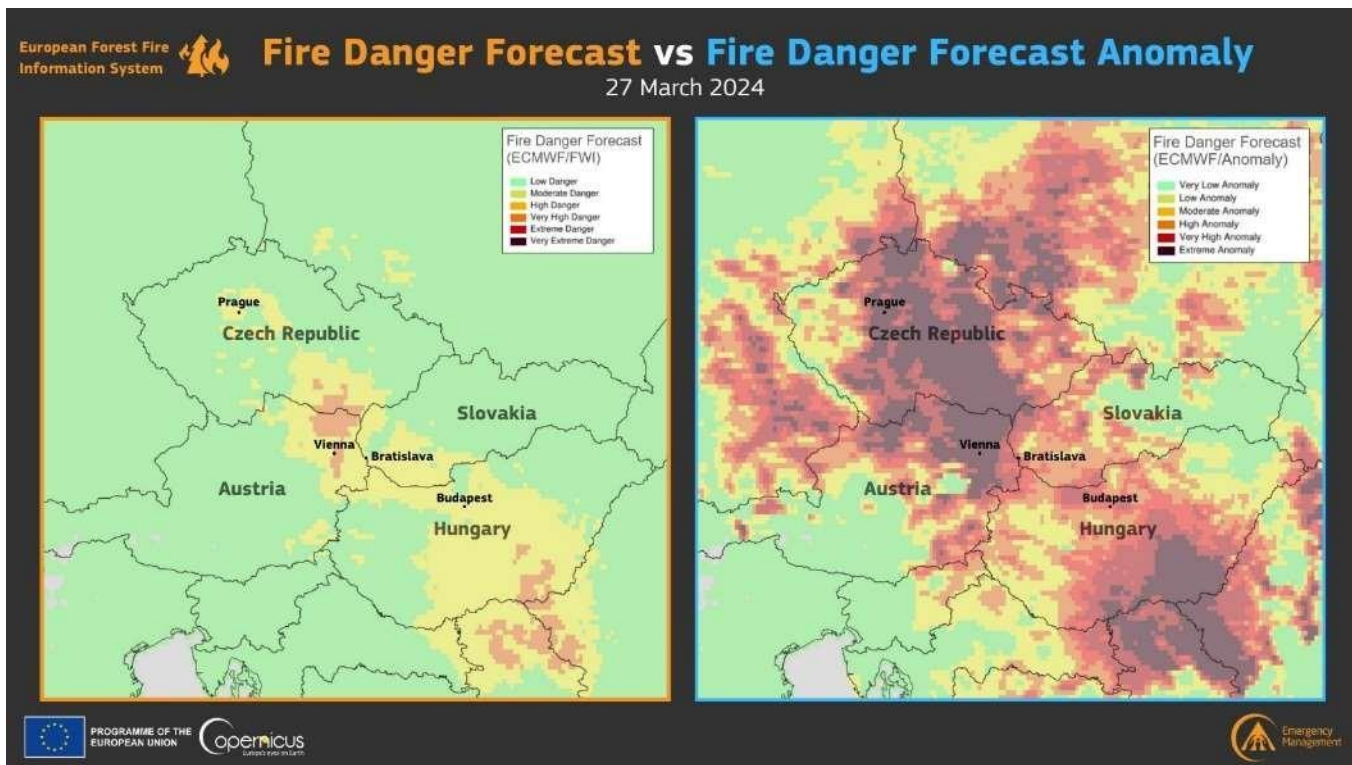 European Forest Fire
Information System
Fire Danger Forecast vs Fire Danger Forecast Anomaly
27 March 2024
Fire Danger Forecast
(ECMWF/FWI)
Low Danger
Moderate Danger
High Danger
Very High Danger
Extreme Danger
Very Extreme Danger
Prague
Czech Republic
Slovakia
Vienna
Bratislava
Austria
Budapest
Hungary
Fire Danger Forecast
(ECMWF/Anomaly)
Very Low Anomaly
Low Anomaly
Moderate Anomaly
High Anomaly
Very High Anomaly
Extreme Anomaly
Prague
Czech Republic
Slovakia
Vienna
Bratislava
Austria
Budapest
Hungary
PROGRAMME OF THE
EUROPEAN UNION
Copernicus
Europe's eyes on Earth
Emergency
Management